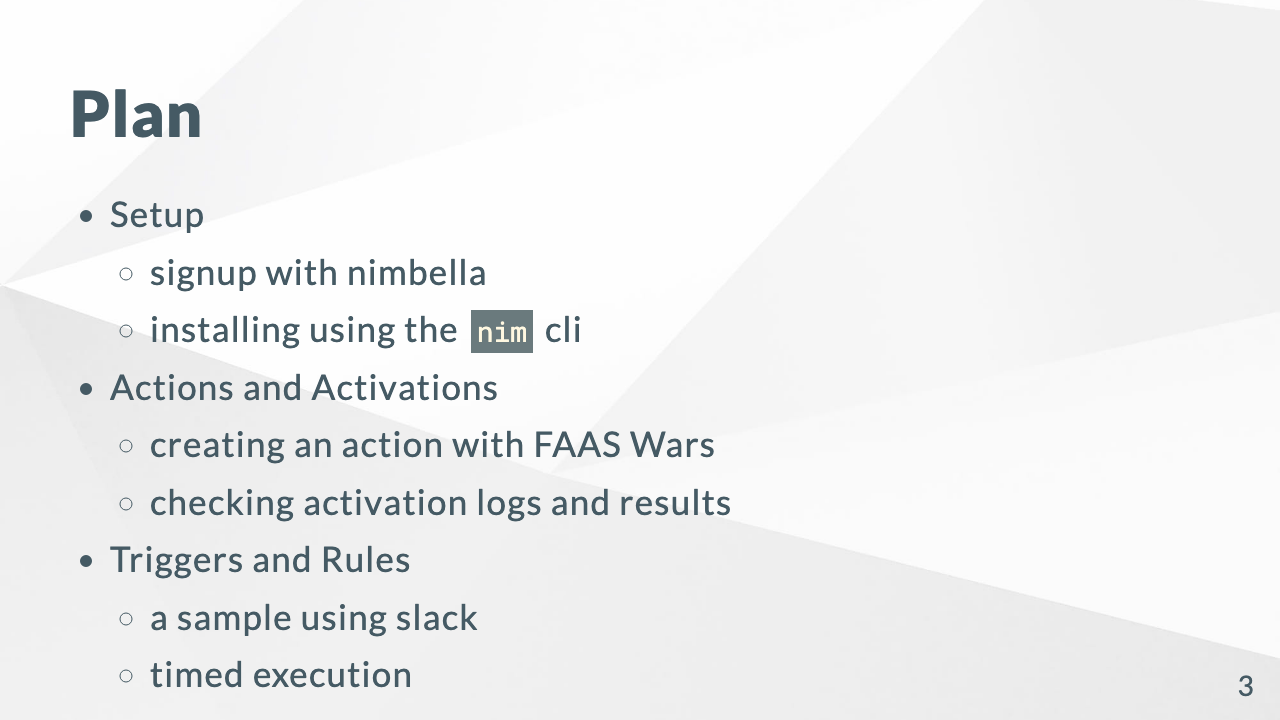 Plan
• Setup
○ signup with nimbella
○ installing using the nim cli
• Actions and Activations
○ creating an action with FAAS Wars
○ checking activation logs and results
• Triggers and Rules
○ a sample using slack
○ timed execution
3